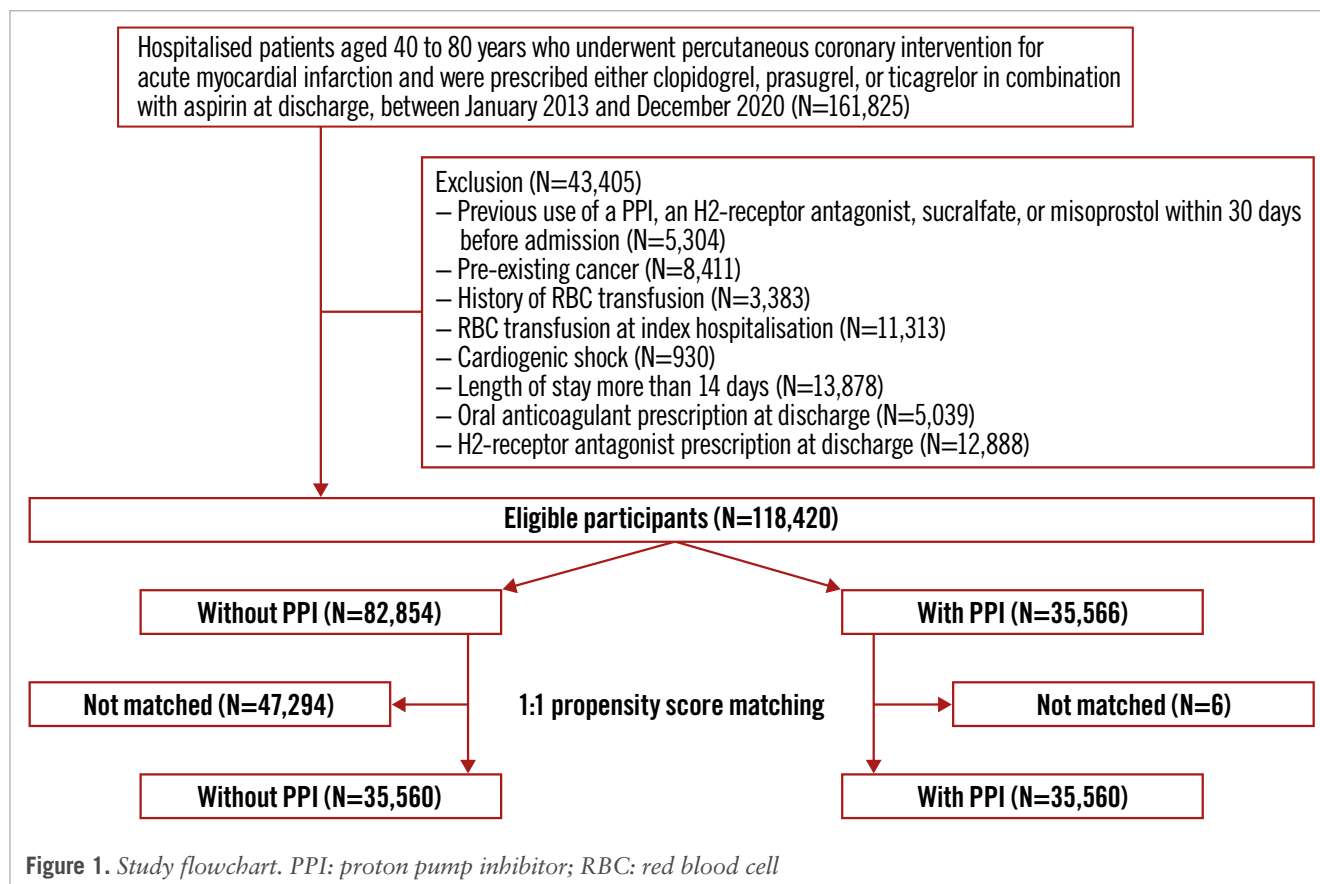 Hospitalised patients aged 40 to 80 years who underwent percutaneous coronary intervention for
acute myocardial infarction and were prescribed either clopidogrel, prasugrel, or ticagrelor in combination
with aspirin at discharge, between January 2013 and December 2020 (N=161,825)
Exclusion (N=43,405)
– Previous use of a PPI, an H2-receptor antagonist, sucralfate, or misoprostol within 30 days
before admission (N=5,304)
– Pre-existing cancer (N=8,411)
– History of RBC transfusion (N=3,383)
– RBC transfusion at index hospitalisation (N=11,313)
– Cardiogenic shock (N=930)
– Length of stay more than 14 days (N=13,878)
– Oral anticoagulant prescription at discharge (N=5,039)
– H2-receptor antagonist prescription at discharge (N=12,888)
Eligible participants (N=118,420)
Without PPI (N=82,854)
With PPI (N=35,566)
Not matched (N=47,294)
1:1 propensity score matching
Not matched (N=6)
Without PPI (N=35,560)
With PPI (N=35,560)
Figure 1. Study flowchart. PPI: proton pump inhibitor; RBC: red blood cell